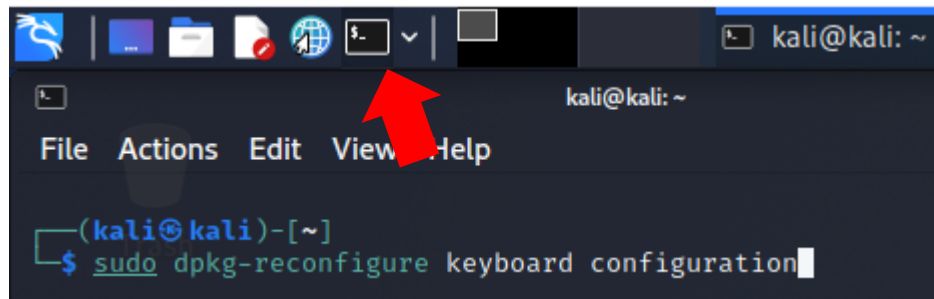 kali@kali: ~
kali@kali: ~
File Actions Edit View Help
┌──(kali㉿kali)-[~]
└─$ sudo dpkg-reconfigure keyboard configuration